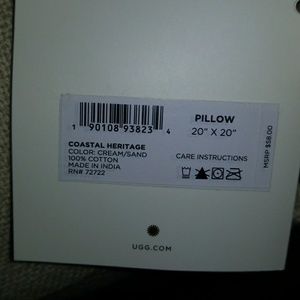 1 90108 93823 4
PILLOW
20" X 20"
COASTAL HERITAGE
COLOR: CREAM/SAND
100% COTTON
MADE IN INDIA
RN# 72722
CARE INSTRUCTIONS
MSRP $58.00
UGG.COM